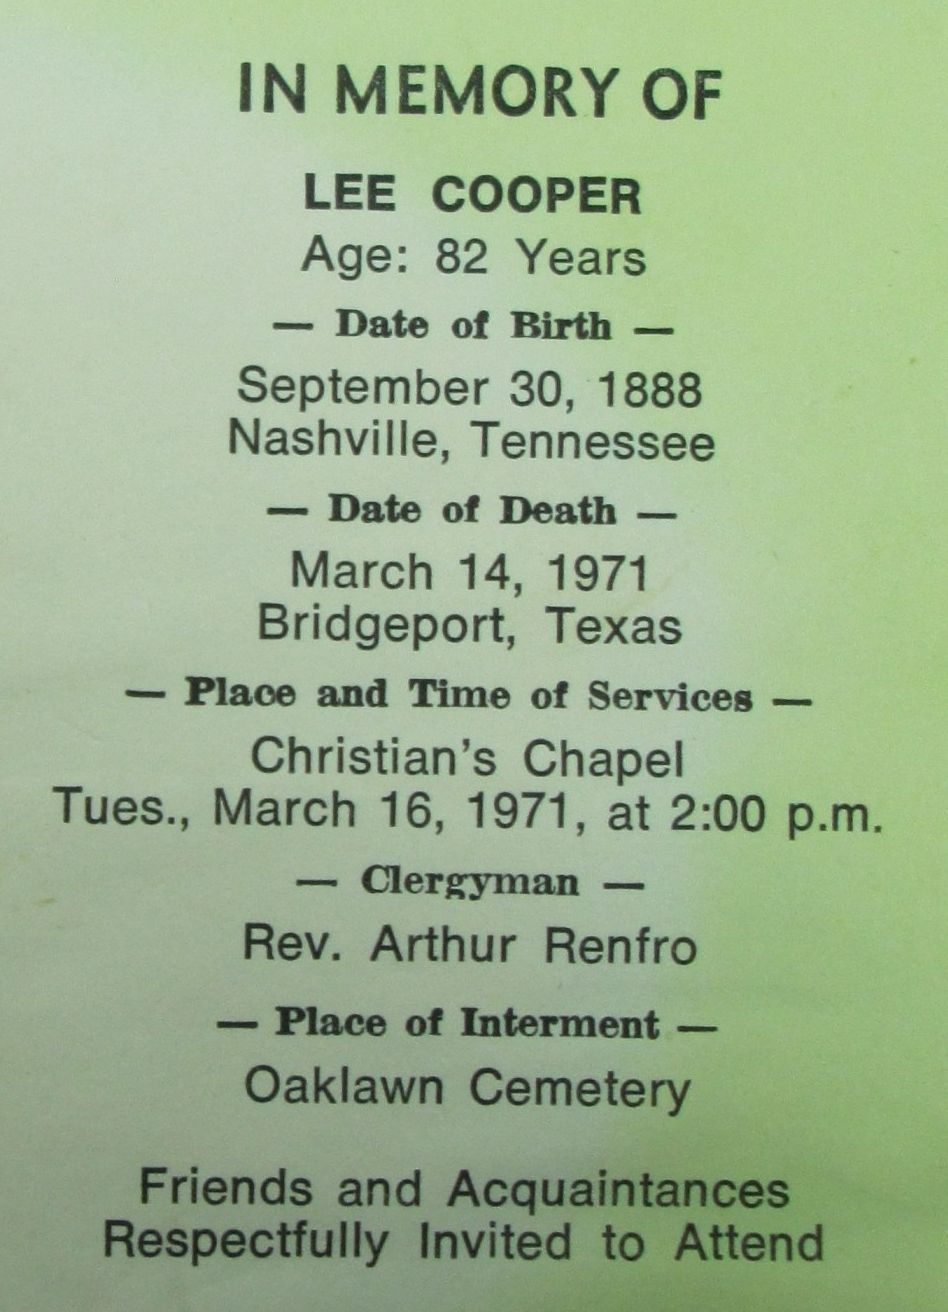 IN MEMORY OF
LEE COOPER
Age: 82 Years
— Date of Birth —
September 30, 1888
Nashville, Tennessee
— Date of Death —
March 14, 1971
Bridgeport, Texas
— Place and Time of Services —
Christian's Chapel
Tues., March 16, 1971, at 2:00 p.m.
— Clergyman —
Rev. Arthur Renfro
— Place of Interment —
Oaklawn Cemetery
Friends and Acquaintances
Respectfully Invited to Attend